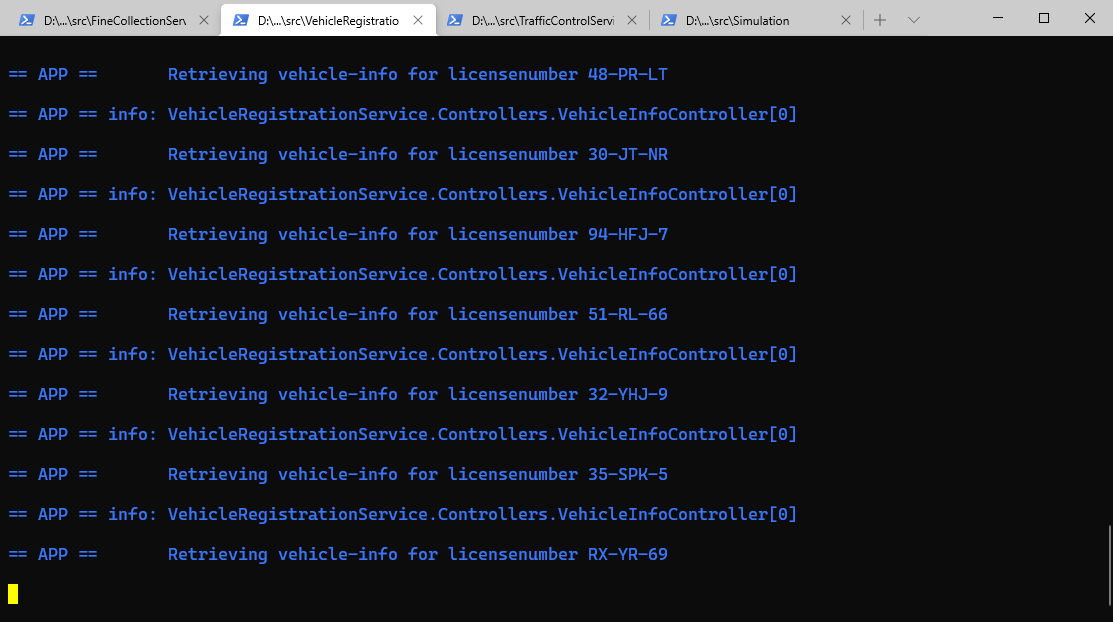 D:\...\src\FineCollectionServ
D:\...\src\VehicleRegistratio
D:\...\src\TrafficControlServi
D:\...\src\Simulation
== APP ==       Retrieving vehicle-info for licensenumber 48-PR-LT
== APP == info: VehicleRegistrationService.Controllers.VehicleInfoController[0]
== APP ==       Retrieving vehicle-info for licensenumber 30-JT-NR
== APP == info: VehicleRegistrationService.Controllers.VehicleInfoController[0]
== APP ==       Retrieving vehicle-info for licensenumber 94-HFJ-7
== APP == info: VehicleRegistrationService.Controllers.VehicleInfoController[0]
== APP ==       Retrieving vehicle-info for licensenumber 51-RL-66
== APP == info: VehicleRegistrationService.Controllers.VehicleInfoController[0]
== APP ==       Retrieving vehicle-info for licensenumber 32-YHJ-9
== APP == info: VehicleRegistrationService.Controllers.VehicleInfoController[0]
== APP ==       Retrieving vehicle-info for licensenumber 35-SPK-5
== APP == info: VehicleRegistrationService.Controllers.VehicleInfoController[0]
== APP ==       Retrieving vehicle-info for licensenumber RX-YR-69